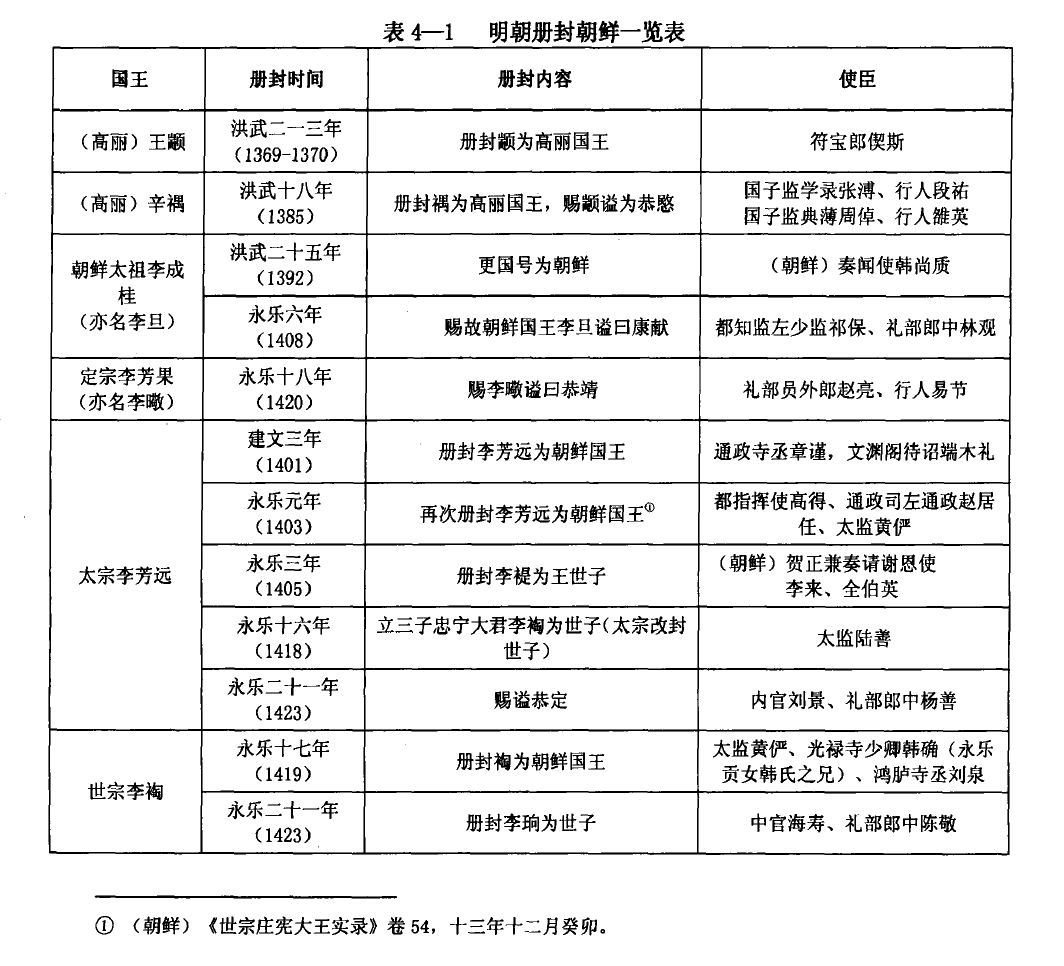 表 4—1 明朝册封朝鲜一览表
国王 册封时间 册封内容 使臣
(高丽)王颛
洪武二一三年
(1369-1370)
册封颛为高丽国王
符宝郎偰斯
(高丽)辛禑
洪武十八年
(1385)
册封禑为高丽国王,赐颛谥为恭愍
国子监学录张溥、行人段祐
国子监典薄周倬、行人雒英
朝鲜太祖李成
桂
(亦名李旦)
洪武二十五年
(1392)
更国号为朝鲜
(朝鲜)奏闻使韩尚质
永乐六年
(1408)
赐故朝鲜国王李旦谥曰康献
都知监左少监祁保、礼部郎中林观
定宗李芳果
(亦名李曔)
永乐十八年
(1420)
赐李曔谥曰恭靖
礼部员外郎赵亮、行人易节
太宗李芳远
建文三年
(1401)
册封李芳远为朝鲜国王
通政寺丞章谨,文渊阁待诏端木礼
永乐元年
(1403)
再次册封李芳远为朝鲜国王①
都指挥使高得、通政司左通政赵居
任、太监黄俨
永乐三年
(1405)
册封李禔为王世子
(朝鲜)贺正兼奏请谢恩使
李来、全伯英
永乐十六年
(1418)
立三子忠宁大君李祹为世子(太宗改封
世子)
太监陆善
永乐二十一年
(1423)
赐谥恭定
内官刘景、礼部郎中杨善
世宗李祹
永乐十七年
(1419)
册封祹为朝鲜国王
太监黄俨、光禄寺少卿韩确(永乐
贡女韩氏之兄)、鸿胪寺丞刘泉
永乐二十一年
(1423)
册封李珦为世子
中官海寿、礼部郎中陈敬
① (朝鲜)《世宗庄宪大王实录》卷 54,十三年十二月癸卯。